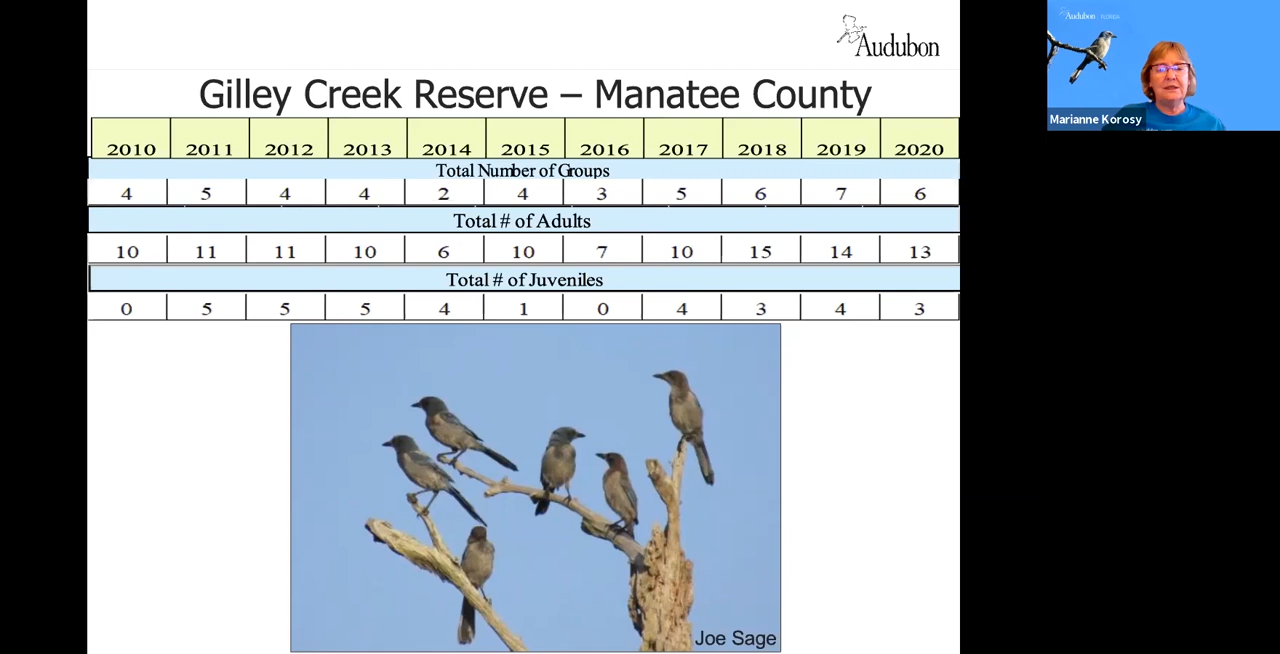 Audubon
Gilley Creek Reserve – Manatee County
2010 2011 2012 2013 2014 2015 2016 2017 2018 2019 2020
Total Number of Groups
4 5 4 4 2 4 3 5 6 7 6
Total # of Adults
10 11 11 10 6 10 7 10 15 14 13
Total # of Juveniles
0 5 5 5 4 1 0 4 3 4 3
Joe Sage
Audubon FLORIDA
Marianne Korosy